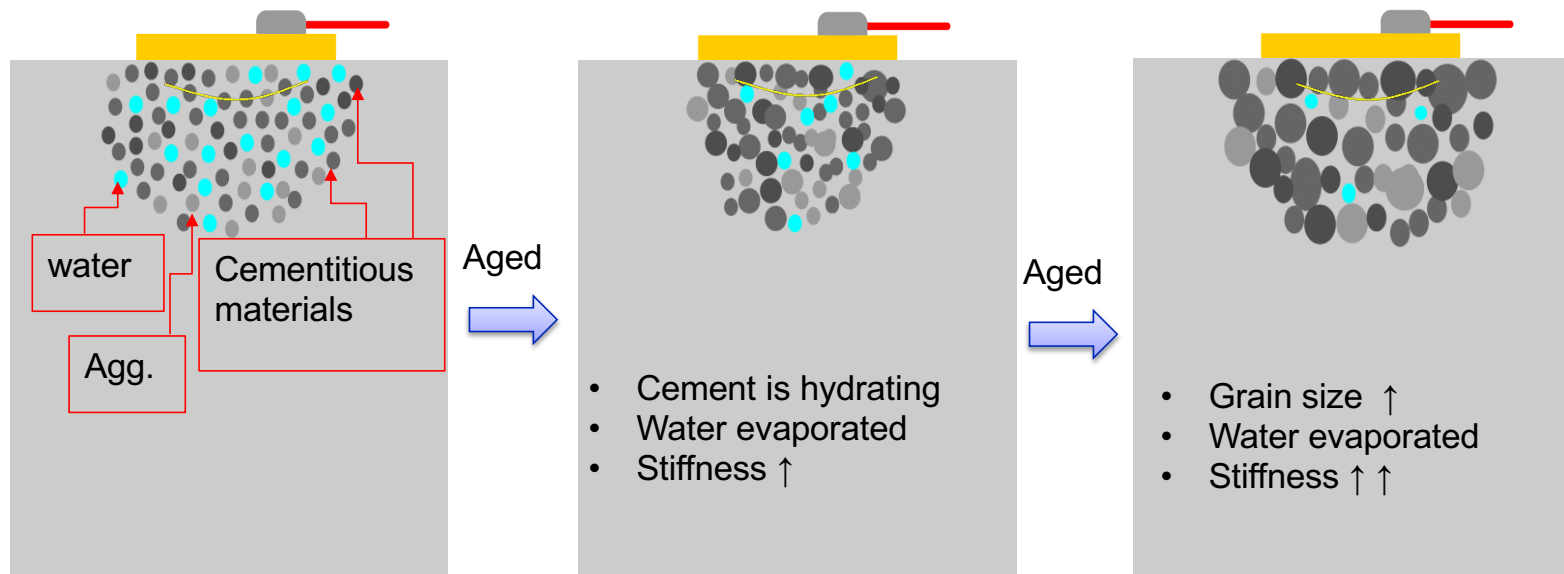 water
Agg.
Cementitious
materials
Aged
• Cement is hydrating
• Water evaporated
• Stiffness ↑
Aged
• Grain size ↑
• Water evaporated
• Stiffness ↑ ↑